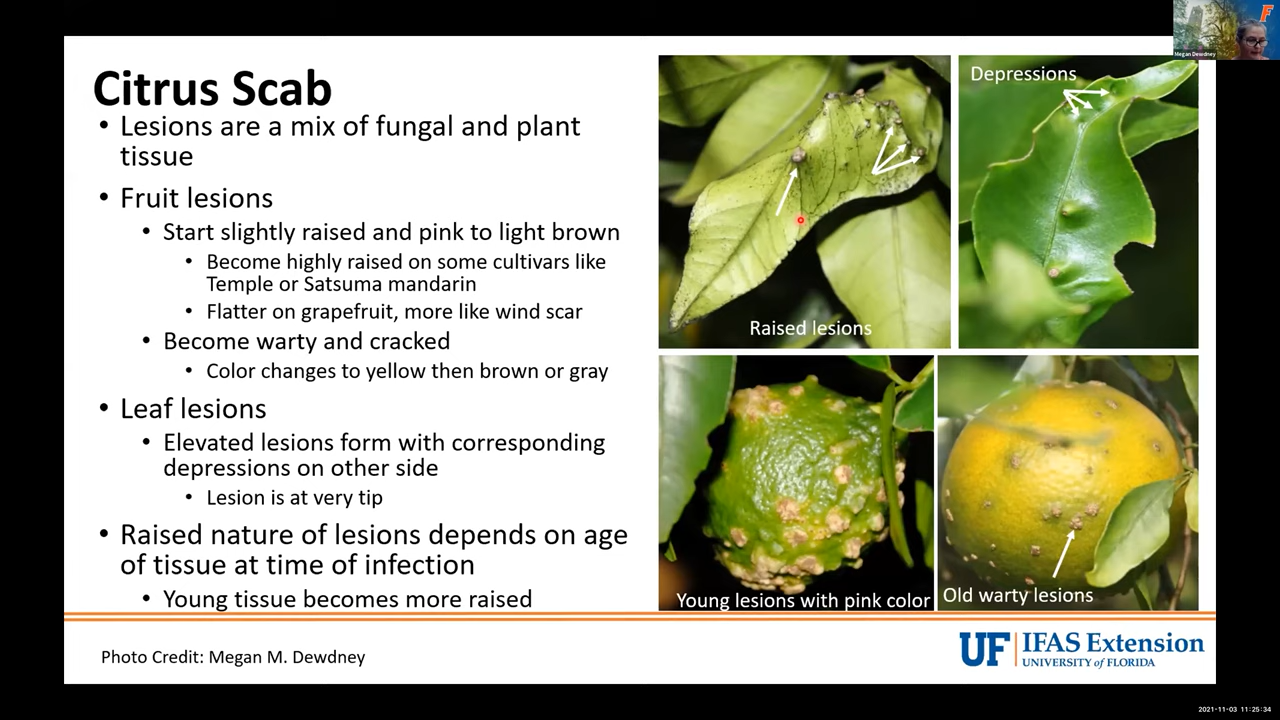 Citrus Scab
• Lesions are a mix of fungal and plant
tissue
• Fruit lesions
• Start slightly raised and pink to light brown
• Become highly raised on some cultivars like
Temple or Satsuma mandarin
• Flatter on grapefruit, more like wind scar
• Become warty and cracked
• Color changes to yellow then brown or gray
• Leaf lesions
• Elevated lesions form with corresponding
depressions on other side
• Lesion is at very tip
• Raised nature of lesions depends on age
of tissue at time of infection
• Young tissue becomes more raised
Raised lesions
Depressions
Young lesions with pink color
Old warty lesions
Photo Credit: Megan M. Dewdney
UF IFAS Extension
UNIVERSITY of FLORIDA
F
Megan Dewdney
2021-11-03 11:25:34